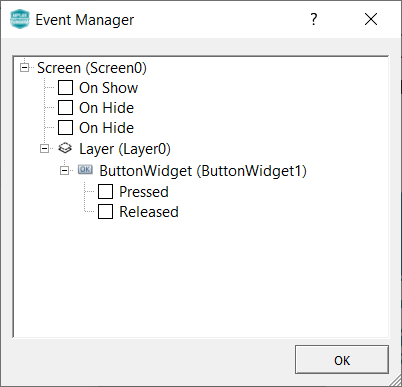 Event Manager
?
Screen (Screen0)
On Show
On Hide
On Hide
Layer (Layer0)
OK ButtonWidget (ButtonWidget1)
Pressed
Released
OK